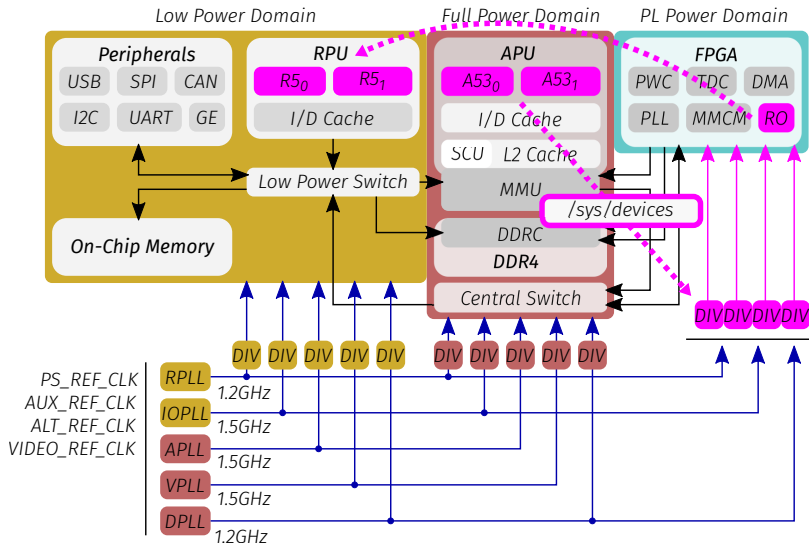 Low Power Domain
Full Power Domain
PL Power Domain
Peripherals
USB SPI CAN
I2C UART GE
RPU
R5₀ R5₁
I/D Cache
APU
A53₀ A53₁
I/D Cache
SCU L2 Cache
MMU
FPGA
PWC TDC DMA
PLL MMCM RO
Low Power Switch
/sys/devices
On-Chip Memory
DDRC
DDR4
Central Switch
DIV DIV DIV DIV
DIV DIV DIV DIV DIV
DIV DIV DIV DIV DIV
PS_REF_CLK
AUX_REF_CLK
ALT_REF_CLK
VIDEO_REF_CLK
RPLL
1.2GHz
IOPLL
1.5GHz
APLL
1.5GHz
VPLL
1.5GHz
DPLL
1.2GHz